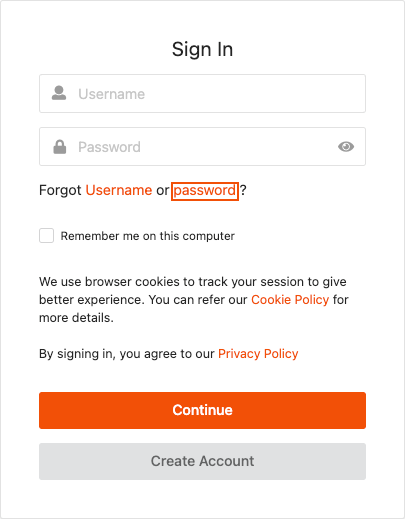 Sign In
Username
Password
Forgot Username or password ?
Remember me on this computer
We use browser cookies to track your session to give
better experience. You can refer our Cookie Policy for
more details.
By signing in, you agree to our Privacy Policy
Continue
Create Account